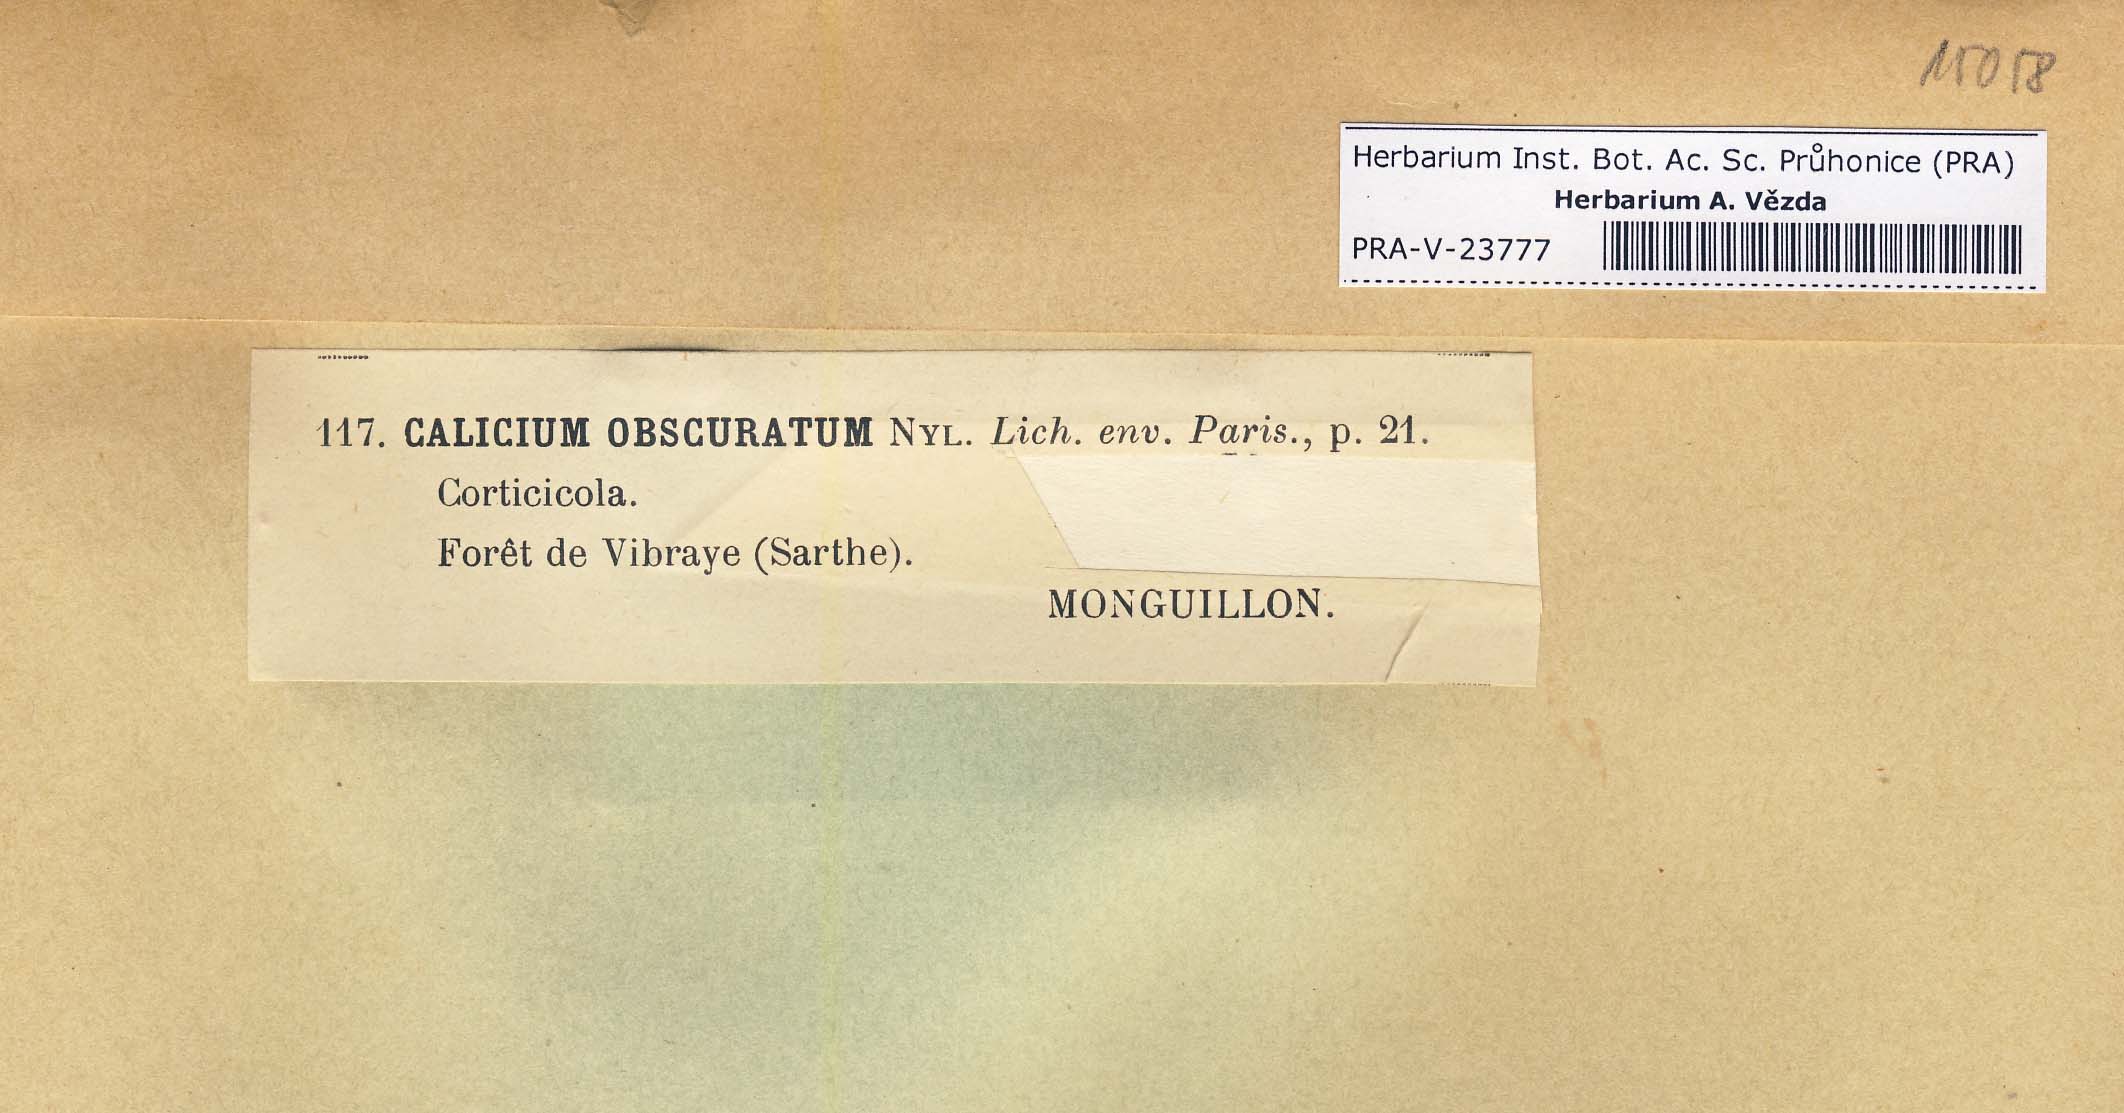 15058
Herbarium Inst. Bot. Ac. Sc. Průhonice (PRA)
Herbarium A. Vězda
PRA-V-23777
117. CALICIUM OBSCURATUM NYL. Lich. env. Paris., p. 21.
Corticicola.
Forêt de Vibraye (Sarthe).
MONGUILLON.